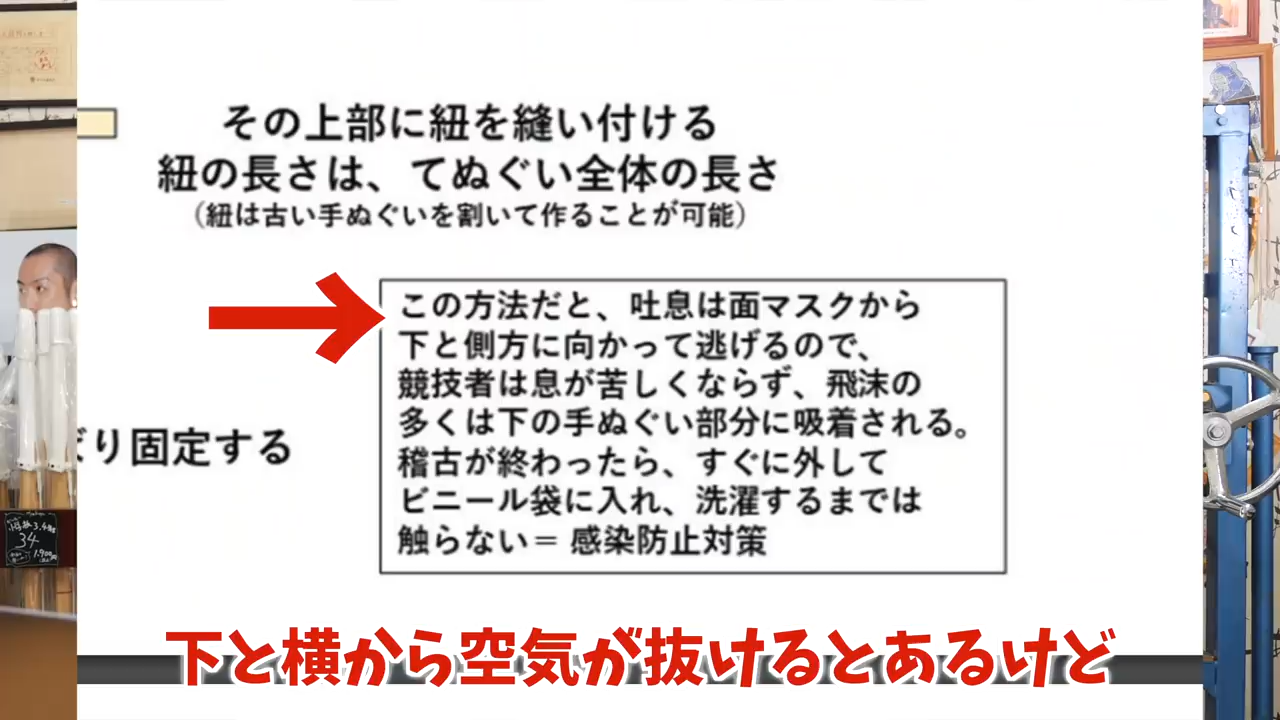 その上部に紐を縫い付ける
紐の長さは、てぬぐい全体の長さ
（紐は古い手ぬぐいを割いて作ることが可能）
この方法だと、吐息は面マスクから
下と側方に向かって逃げるので、
競技者は息が苦しくならず、飛沫の
多くは下の手ぬぐい部分に吸着される。
稽古が終わったら、すぐに外して
ビニール袋に入れ、洗濯するまでは
触らない＝ 感染防止対策
り固定する
34
1,900
下と横から空気が抜けるとあるけど